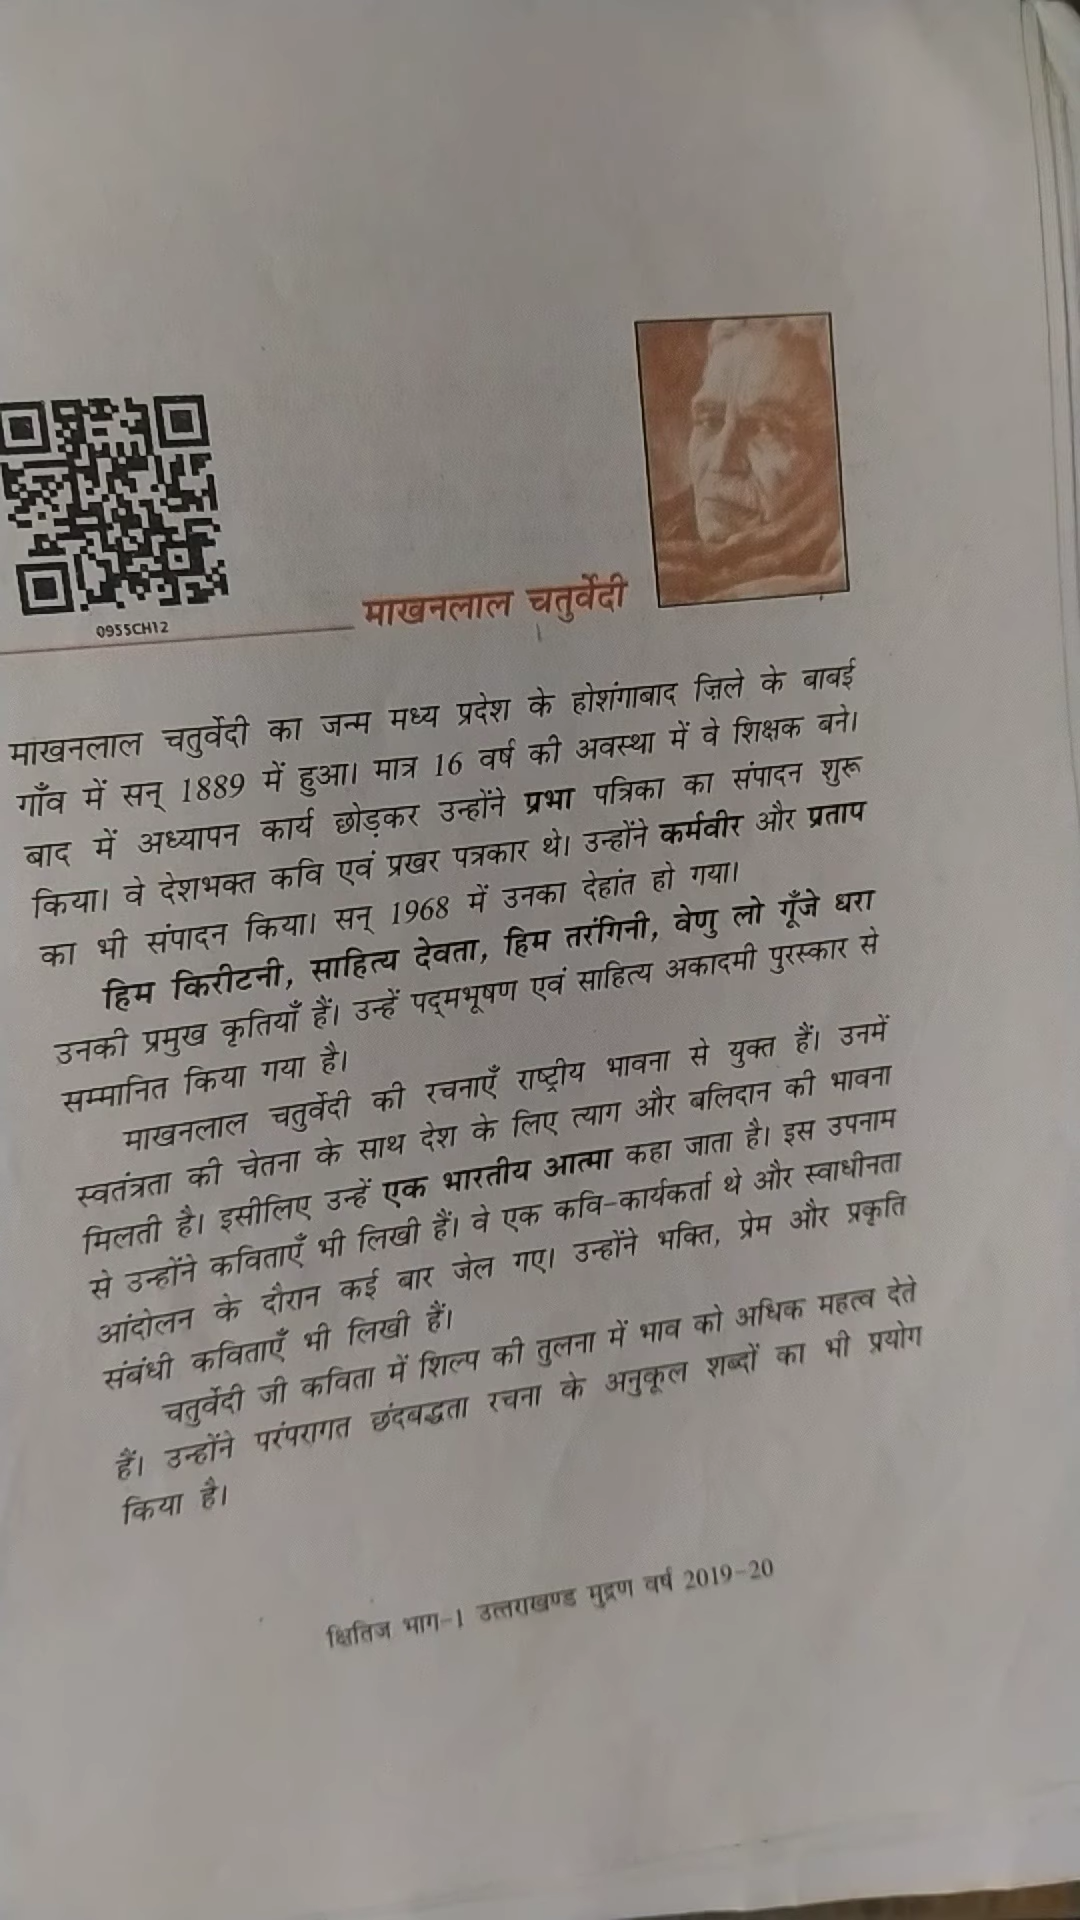 0955CH12
माखनलाल चतुर्वेदी
माखनलाल चतुर्वेदी का जन्म मध्य प्रदेश के होशंगाबाद ज़िले के बाबई
गाँव में सन् 1889 में हुआ। मात्र 16 वर्ष की अवस्था में वे शिक्षक बने।
बाद में अध्यापन कार्य छोड़कर उन्होंने प्रभा पत्रिका का संपादन शुरू
किया। वे देशभक्त कवि एवं प्रखर पत्रकार थे। उन्होंने कर्मवीर और प्रताप
का भी संपादन किया। सन् 1968 में उनका देहांत हो गया।
हिम किरीटनी, साहित्य देवता, हिम तरंगिनी, वेणु लो गूँजे धरा
उनकी प्रमुख कृतियाँ हैं। उन्हें पद्मभूषण एवं साहित्य अकादमी पुरस्कार से
सम्मानित किया गया है।
माखनलाल चतुर्वेदी की रचनाएँ राष्ट्रीय भावना से युक्त हैं। उनमें
स्वतंत्रता की चेतना के साथ देश के लिए त्याग और बलिदान की भावना
मिलती है। इसीलिए उन्हें एक भारतीय आत्मा कहा जाता है। इस उपनाम
से उन्होंने कविताएँ भी लिखी हैं। वे एक कवि-कार्यकर्ता थे और स्वाधीनता
आंदोलन के दौरान कई बार जेल गए। उन्होंने भक्ति, प्रेम और प्रकृति
संबंधी कविताएँ भी लिखी हैं।
चतुर्वेदी जी कविता में शिल्प की तुलना में भाव को अधिक महत्व देते
हैं। उन्होंने परंपरागत छंदबद्धता रचना के अनुकूल शब्दों का भी प्रयोग
किया है।
क्षितिज भाग-1 उत्तराखण्ड मुद्रण वर्ष 2019-20